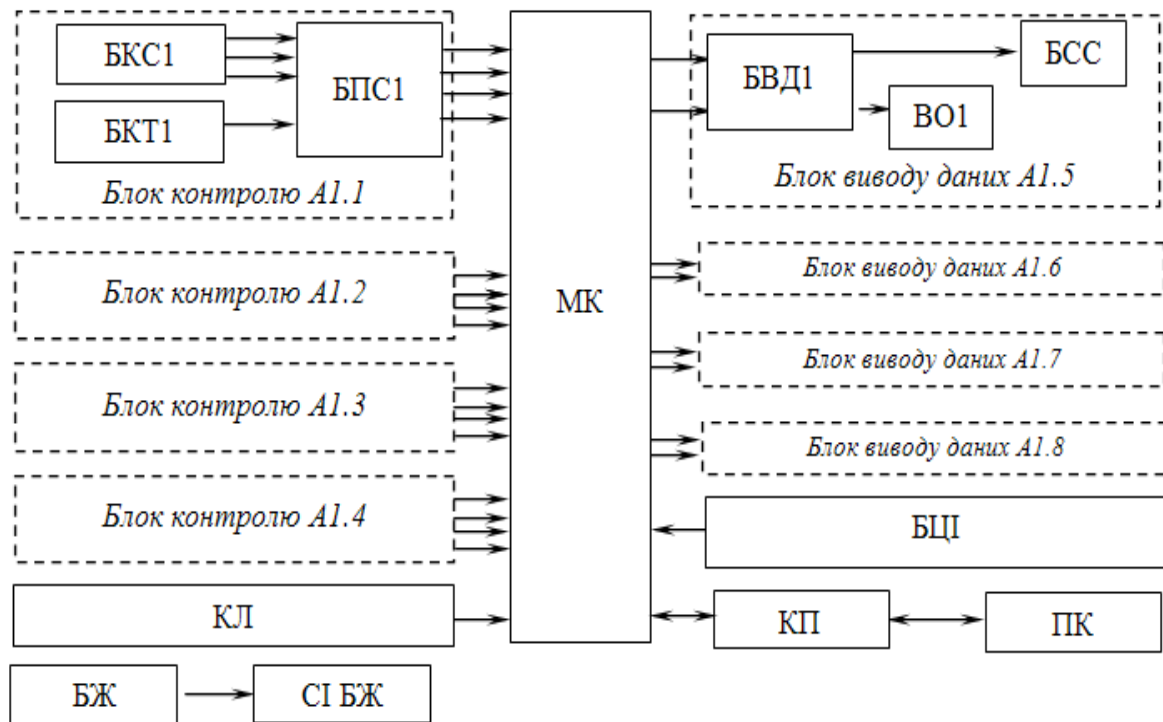 БКС1
БПС1
БКТ1
Блок контролю А1.1
Блок контролю А1.2
Блок контролю А1.3
Блок контролю А1.4
КЛ
БЖ
СІ БЖ
МК
БВД1
БСС
ВО1
Блок виводу даних А1.5
Блок виводу даних А1.6
Блок виводу даних А1.7
Блок виводу даних А1.8
БЦІ
КП
ПК